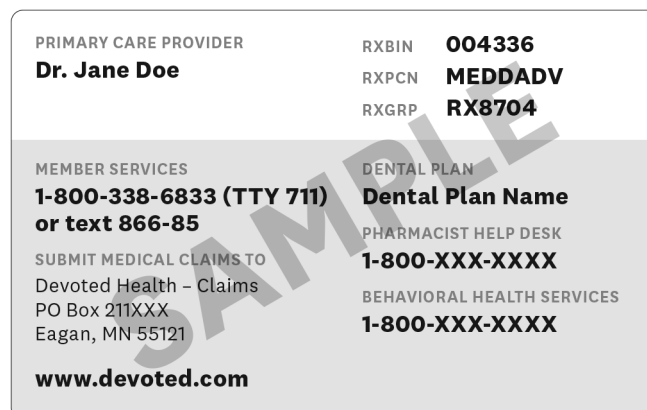 PRIMARY CARE PROVIDER
Dr. Jane Doe
RXBIN 004336
RXPCN MEDDADV
RXGRP RX8704
MEMBER SERVICES
1-800-338-6833 (TTY 711)
or text 866-85
SUBMIT MEDICAL CLAIMS TO
Devoted Health – Claims
PO Box 211XXX
Eagan, MN 55121
www.devoted.com
DENTAL PLAN
Dental Plan Name
PHARMACIST HELP DESK
1-800-XXX-XXXX
BEHAVIORAL HEALTH SERVICES
1-800-XXX-XXXX
SAMPLE